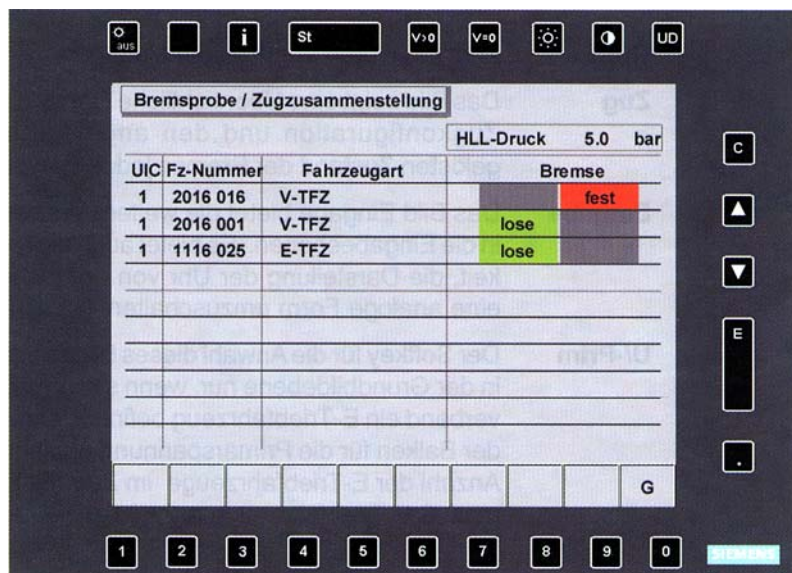 aus i St V>0 V=0 UD
Bremsprobe / Zugzusammenstellung
HLL-Druck 5.0 bar
UIC Fz-Nummer Fahrzeugart Bremse
1 2016 016 V-TFZ fest
1 2016 001 V-TFZ lose
1 1116 025 E-TFZ lose
G
C
E
.
1 2 3 4 5 6 7 8 9 0
SIEMENS